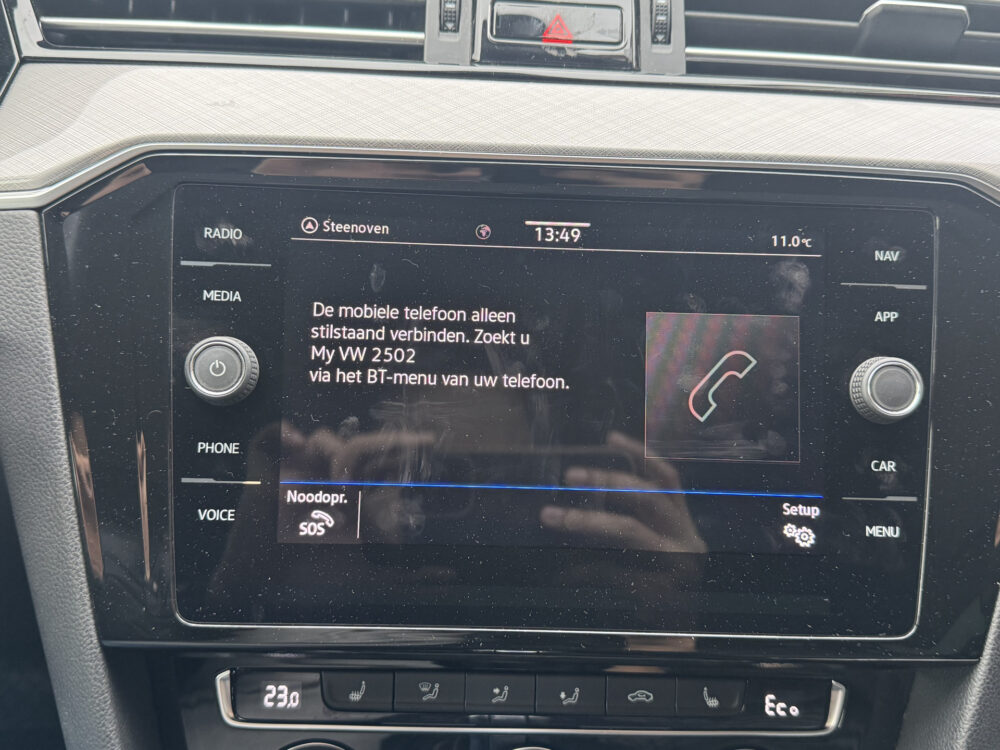 RADIO
MEDIA
PHONE
VOICE
Steenoven
13:49
11.0°C
De mobiele telefoon alleen
stilstaand verbinden. Zoekt u
My VW 2502
via het BT-menu van uw telefoon.
Noodopr.
SOS
Setup
NAV
APP
CAR
MENU
23.0
Eco